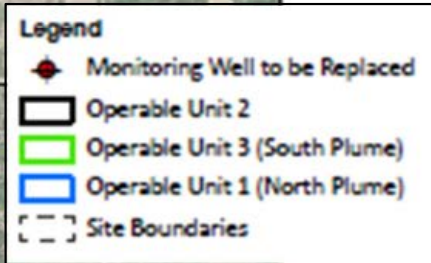 Legend
Monitoring Well to be Replaced
Operable Unit 2
Operable Unit 3 (South Plume)
Operable Unit 1 (North Plume)
Site Boundaries